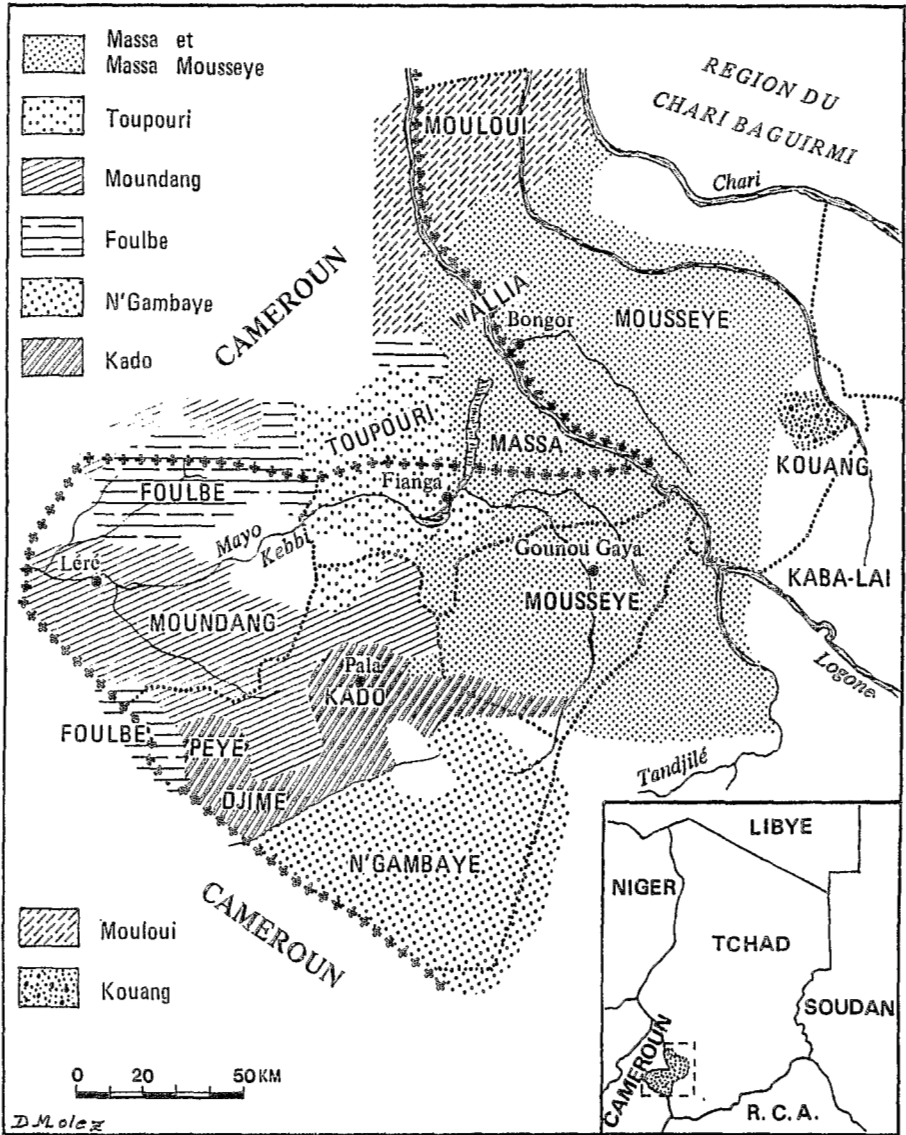 Massa et
Massa Mousseye
Toupouri
Moundang
Foulbe
N'Gambaye
Kado
REGION DU
CHARI BAGUIRMI
Chari
MOULOUI
CAMEROUN
WALLIA
Bongor
MOUSSEYE
TOUPOURI
MASSA
KOUANG
FOULBE
Fianga
Mayo
Kebbi
Gounou Gaya
Léré
KABA-LAI
MOUSSEYE
MOUNDANG
Pala
KADO
Logone
FOULBE
PEYE
Tandjilé
DJIME
N'GAMBAYE
CAMEROUN
Mouloui
Kouang
0 20 50 KM
D. Molez
LIBYE
NIGER
TCHAD
SOUDAN
CAMEROUN
R.C.A.